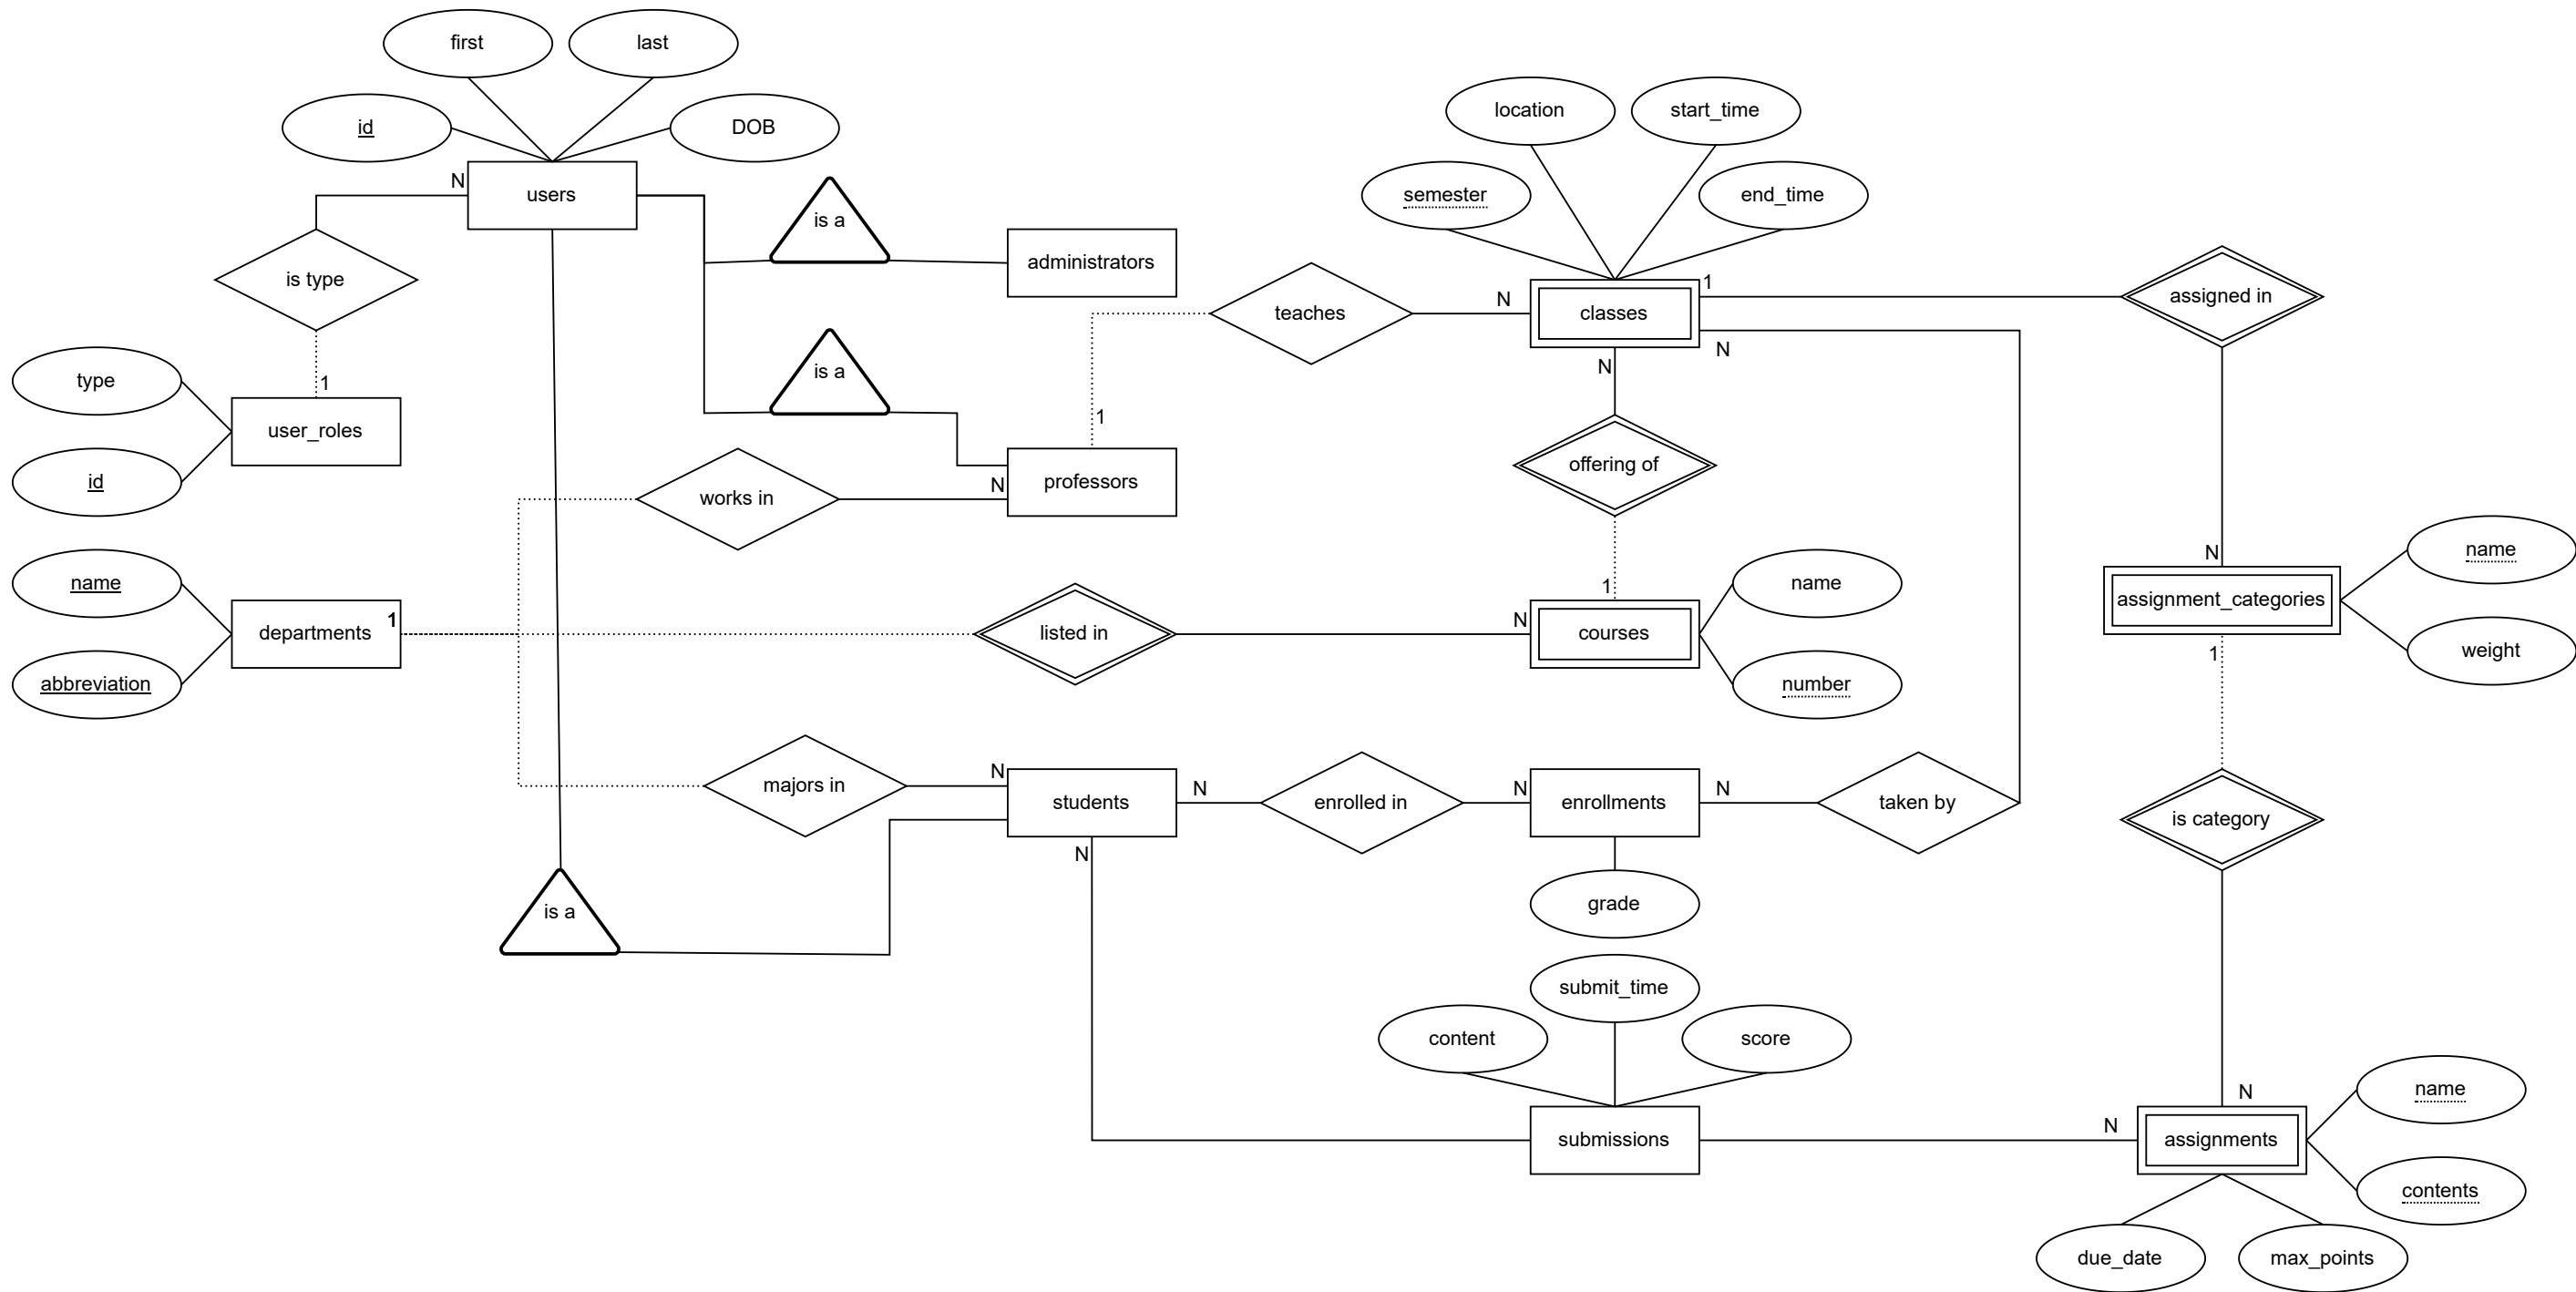 first
last
id
DOB
N
users
is a
administrators
is type
1
type
user_roles
id
is a
works in
N
professors
1
teaches
N
location
start_time
semester
end_time
classes
1
N
N
assigned in
offering of
1
name
abbreviation
departments
1
listed in
N
courses
name
number
N
assignment_categories
name
weight
1
majors in
N
students
N
N
enrolled in
N
enrollments
N
taken by
is category
grade
is a
submit_time
content
score
submissions
N
N
assignments
name
contents
due_date
max_points